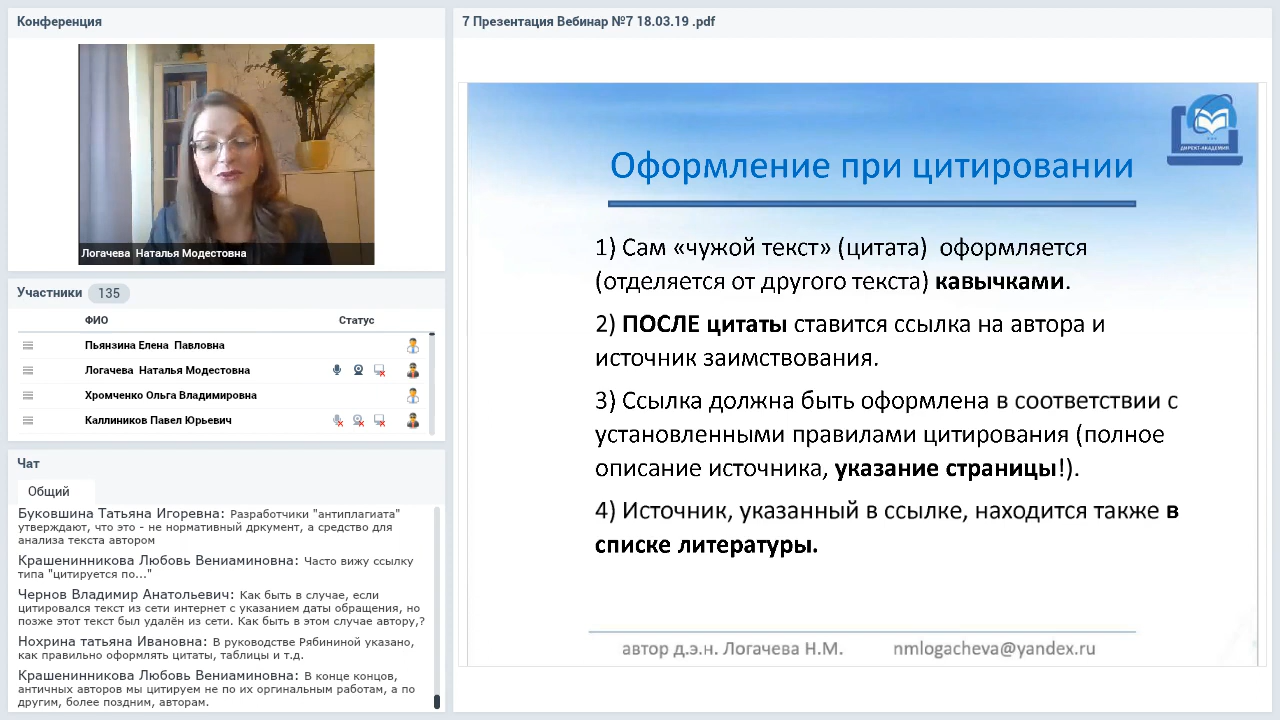 Конференция
Логачева  Наталья Модестовна
Участники 135
ФИО Статус
Пьянзина Елена  Павловна
Логачева  Наталья Модестовна
Хромченко Ольга Владимировна
Каллиников Павел Юрьевич
Чат
Общий
Буковшина Татьяна Игоревна: Разработчики "антиплагиата"
утверждают, что это - не нормативный дркумент, а средство для
анализа текста автором
Крашенинникова Любовь Вениаминовна: Часто вижу ссылку
типа "цитируется по..."
Чернов Владимир Анатольевич: Как быть в случае, если
цитировался текст из сети интернет с указанием даты обращения, но
позже этот текст был удалён из сети. Как быть в этом случае автору,?
Нохрина татьяна Ивановна: В руководстве Рябининой указано,
как правильно оформлять цитаты, таблицы и т.д.
Крашенинникова Любовь Вениаминовна: В конце концов,
античных авторов мы цитируем не по их оргинальным работам, а по
другим, более поздним, авторам.
7 Презентация Вебинар №7 18.03.19 .pdf
ДИРЕКТ-АКАДЕМИЯ
Оформление при цитировании
1) Сам «чужой текст» (цитата)  оформляется
(отделяется от другого текста) кавычками.
2) ПОСЛЕ цитаты ставится ссылка на автора и
источник заимствования.
3) Ссылка должна быть оформлена в соответствии с
установленными правилами цитирования (полное
описание источника, указание страницы!).
4) Источник, указанный в ссылке, находится также в
списке литературы.
автор д.э.н. Логачева Н.М. nmlogacheva@yandex.ru